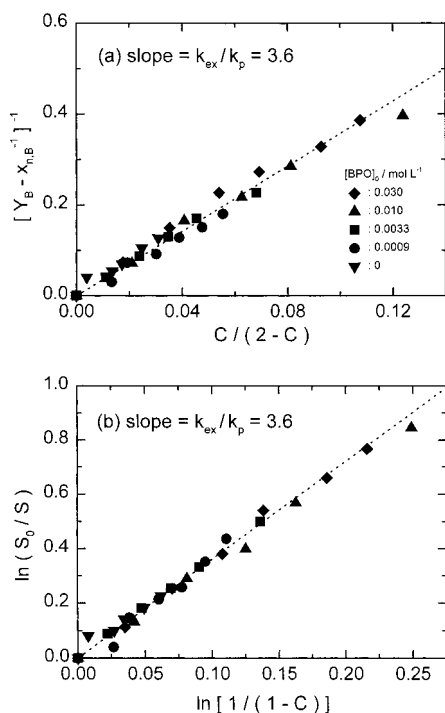 (a) slope = k_ex / k_p = 3.6
[ Y_B - x_n,B^-1 ]^-1
0.6
0.4
0.2
0.0
[BPO]_o / mol L^-1
◆ : 0.030
▲ : 0.010
■ : 0.0033
● : 0.0009
▼ : 0
0.00 0.04 0.08 0.12
C / ( 2 - C )
(b) slope = k_ex / k_p = 3.6
ln ( S_0 / S )
1.0
0.8
0.6
0.4
0.2
0.0
0.00 0.05 0.10 0.15 0.20 0.25
ln [ 1 / ( 1 - C ) ]